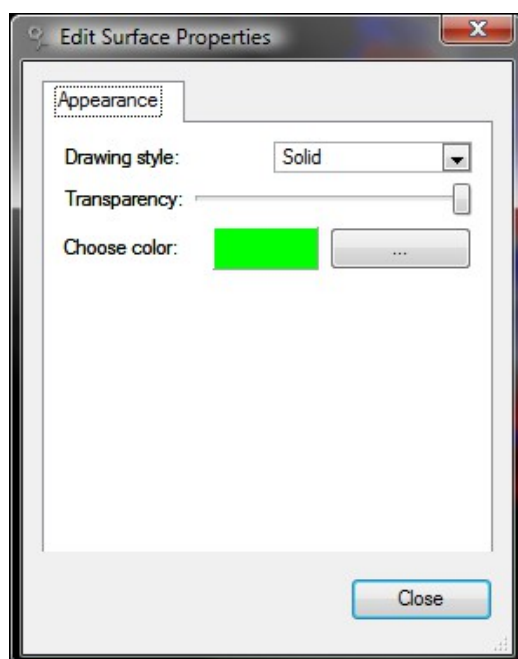 Edit Surface Properties
Appearance
Drawing style: Solid
Transparency:
Choose color: ...
Close